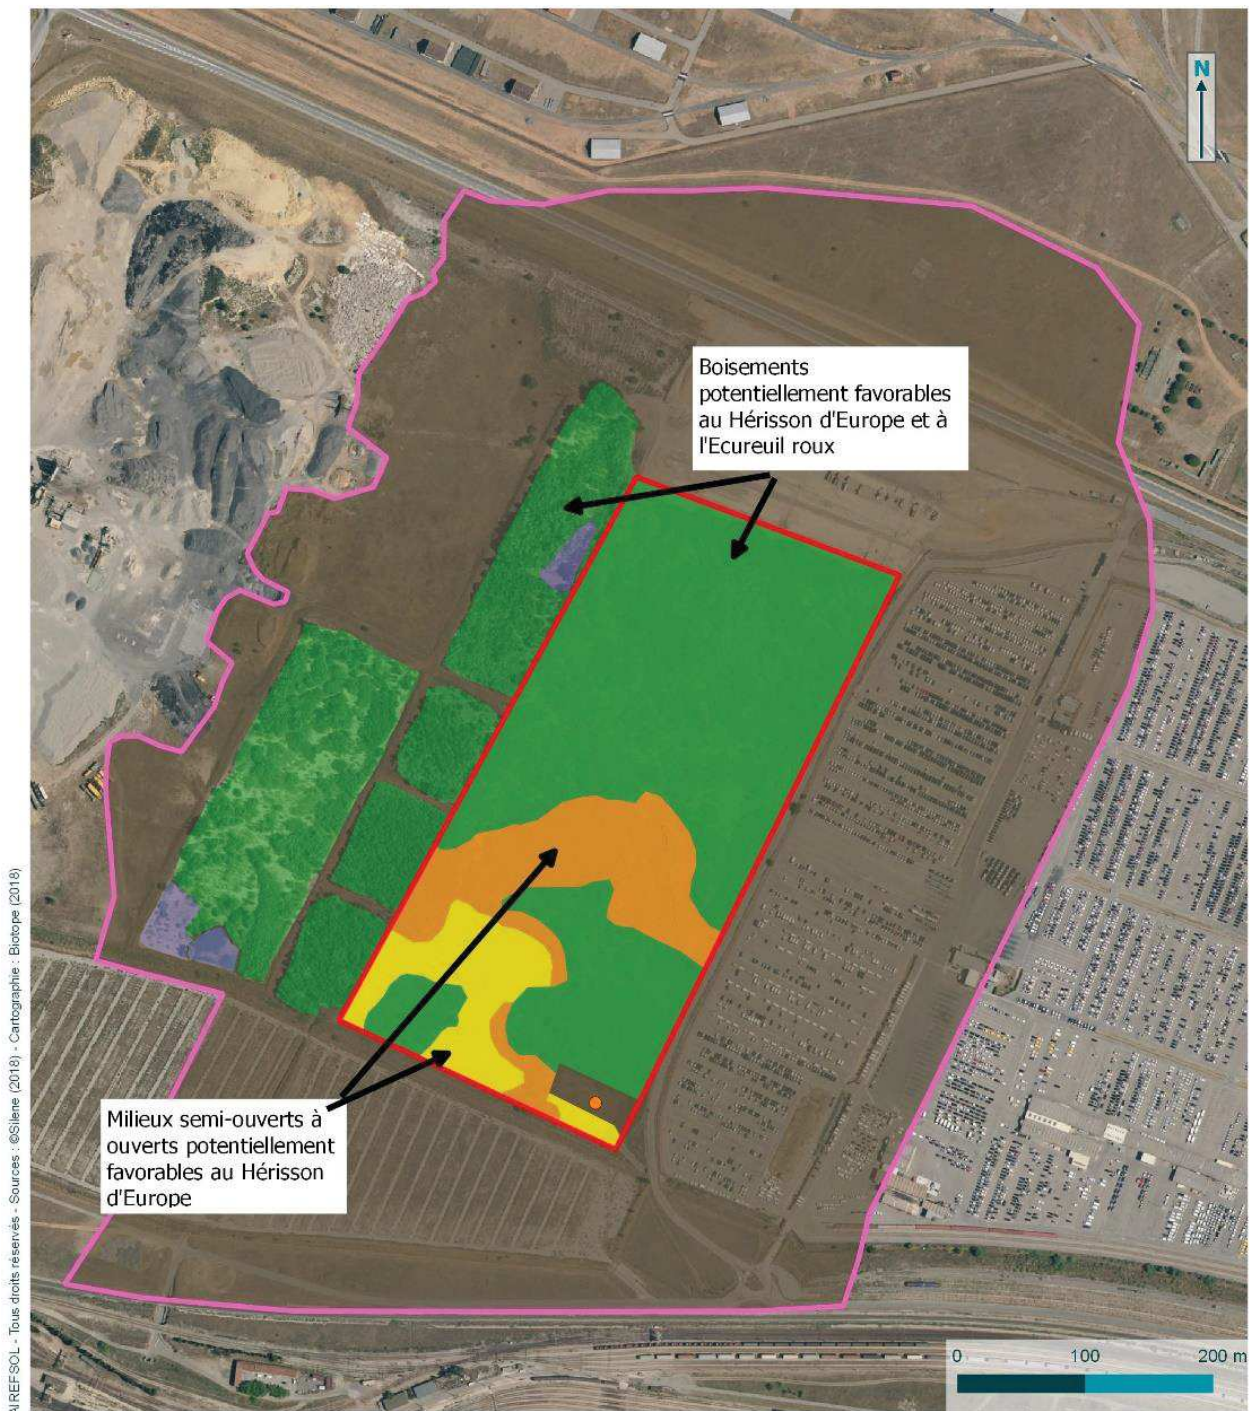 N
Boisements
potentiellement favorables
au Hérisson d'Europe et à
l'Ecureuil roux
Milieux semi-ouverts à
ouverts potentiellement
favorables au Hérisson
d'Europe
0 100 200 m
- Tous droits réservés - Sources : ©Silene (2018) - Cartographie : Biotope (2018)